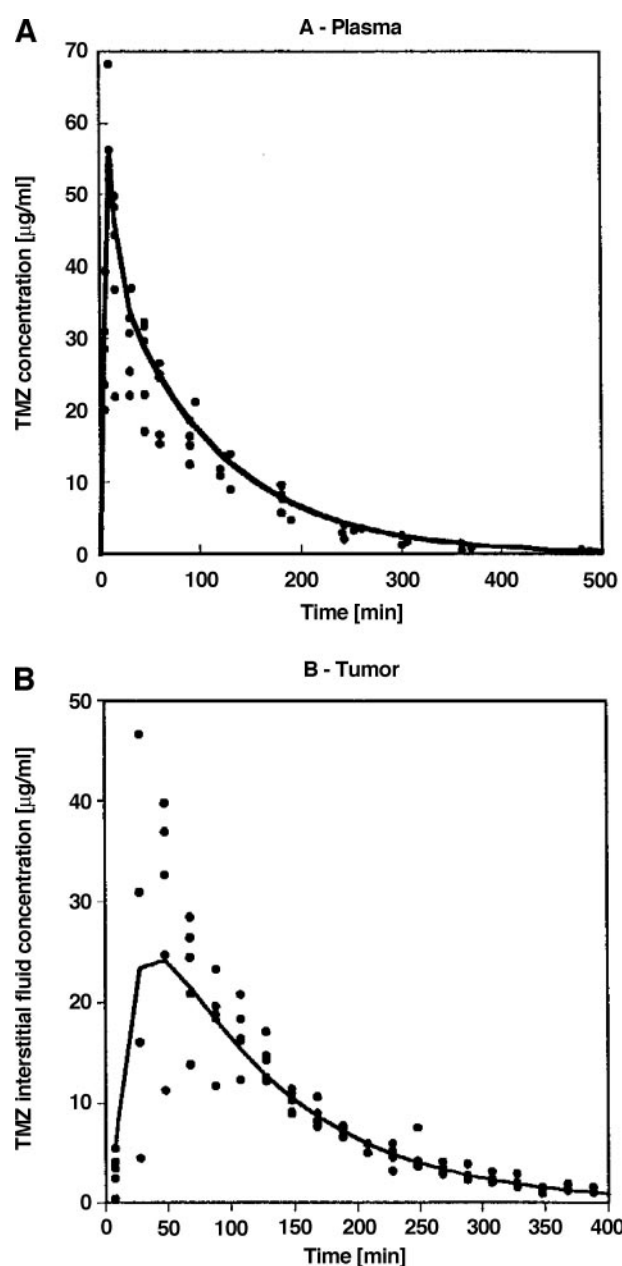 A
A - Plasma
TMZ concentration [µg/ml]
70
60
50
40
30
20
10
0
0 100 200 300 400 500
Time [min]
B
B - Tumor
TMZ interstitial fluid concentration [µg/ml]
50
40
30
20
10
0
0 50 100 150 200 250 300 350 400
Time [min]